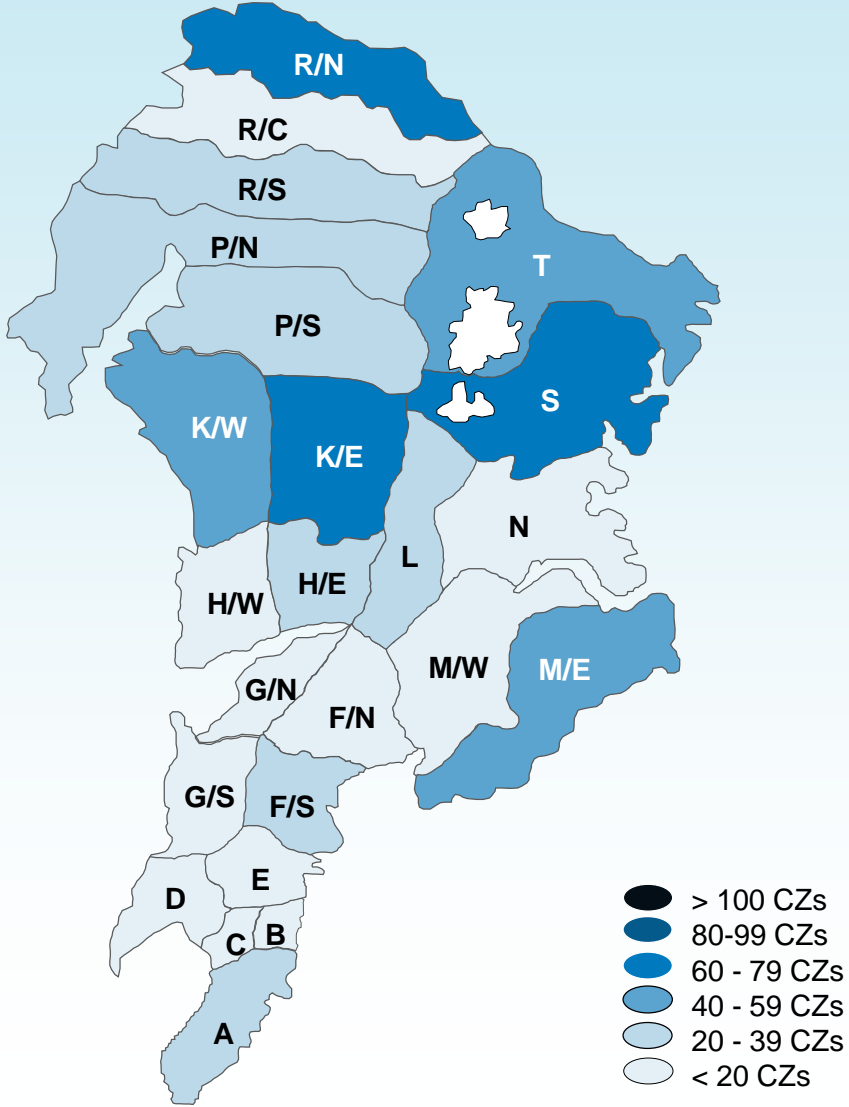 R/N
R/C
R/S
P/N
T
P/S
S
K/W
K/E
N
L
H/E
H/W
M/W
M/E
G/N
F/N
G/S
F/S
E
D
B
C
A
> 100 CZs
80-99 CZs
60 - 79 CZs
40 - 59 CZs
20 - 39 CZs
< 20 CZs